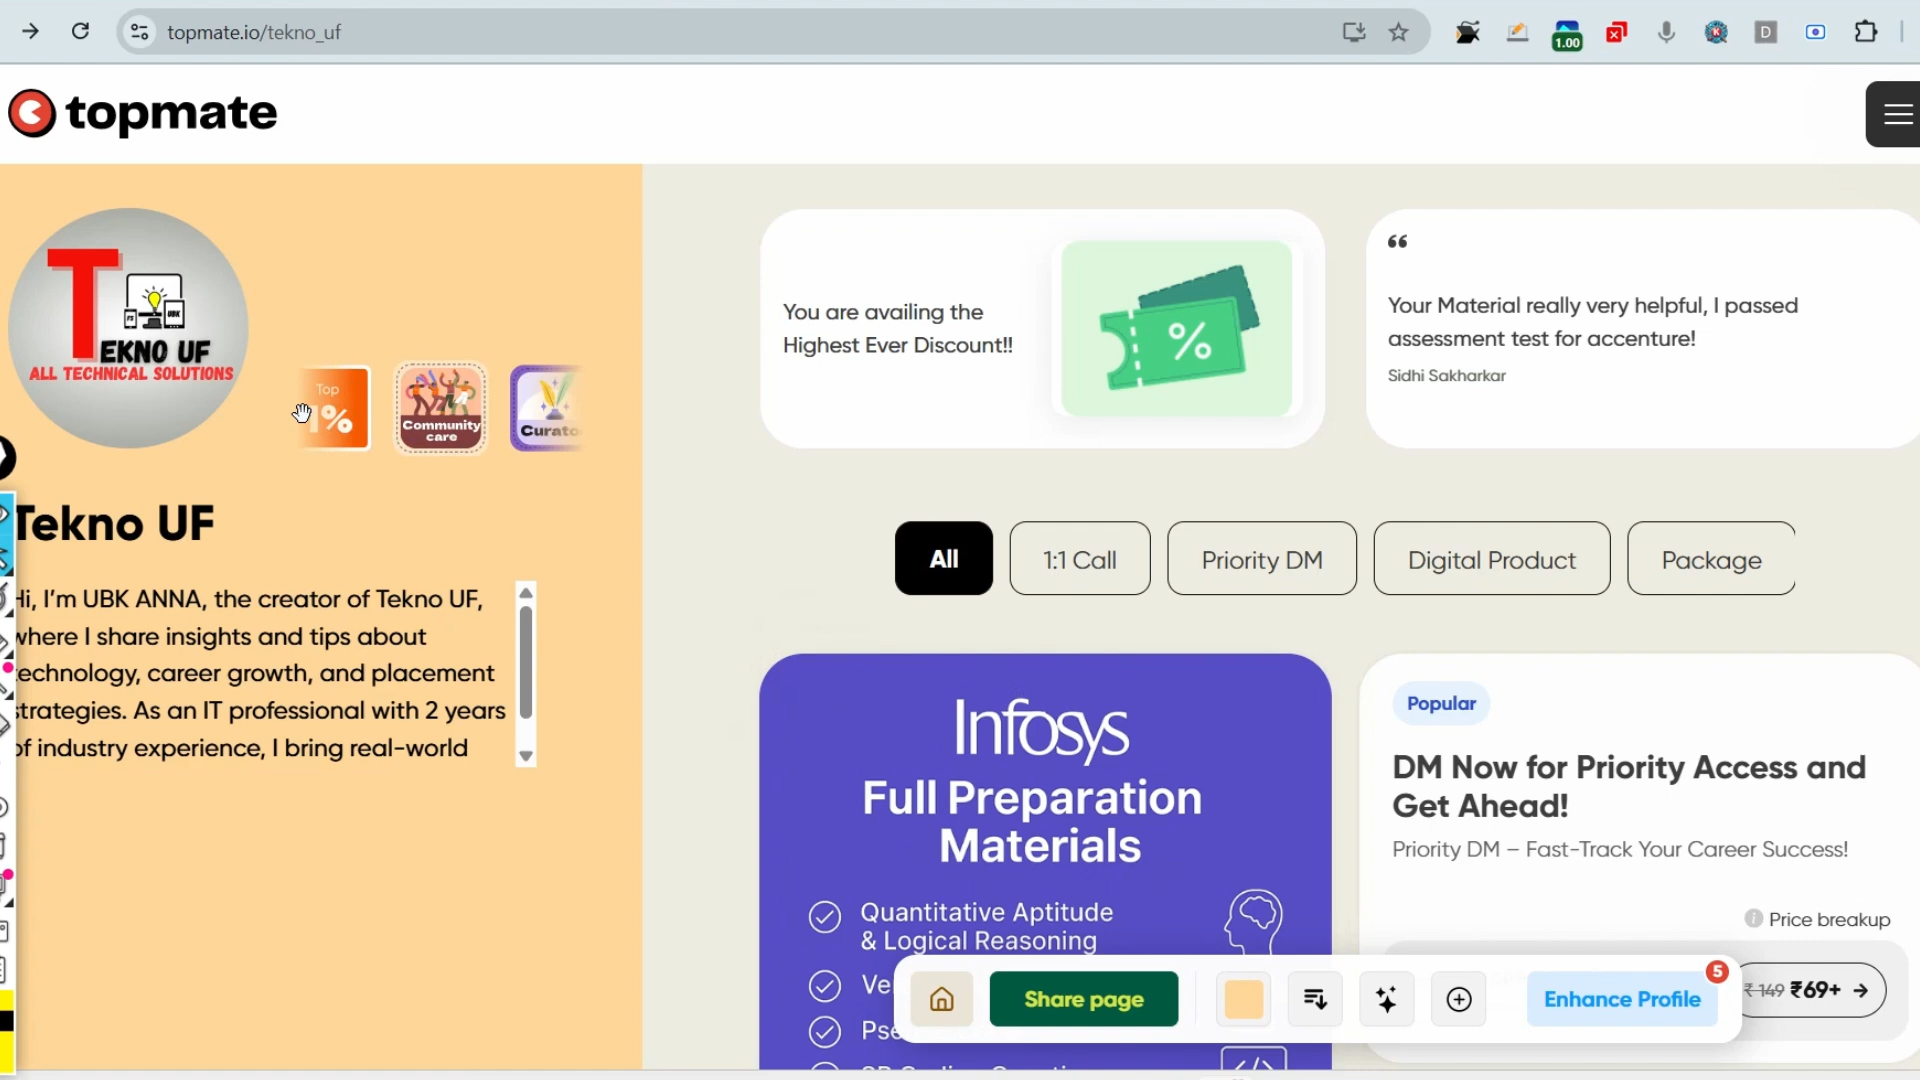 topmate.io/tekno_uf
1.00
D
topmate
TEKNO UF
ALL TECHNICAL SOLUTIONS
Top
1%
Community
care
Curato
Tekno UF
Hi, I’m UBK ANNA, the creator of Tekno UF,
where I share insights and tips about
technology, career growth, and placement
strategies. As an IT professional with 2 years
of industry experience, I bring real-world
You are availing the
Highest Ever Discount!!
%
“
Your Material really very helpful, I passed
assessment test for accenture!
Sidhi Sakharkar
All
1:1 Call
Priority DM
Digital Product
Package
Infosys
Full Preparation
Materials
Quantitative Aptitude
& Logical Reasoning
Ve
Pse
Popular
DM Now for Priority Access and
Get Ahead!
Priority DM – Fast-Track Your Career Success!
Price breakup
₹ 149 ₹69+
Share page
Enhance Profile
5